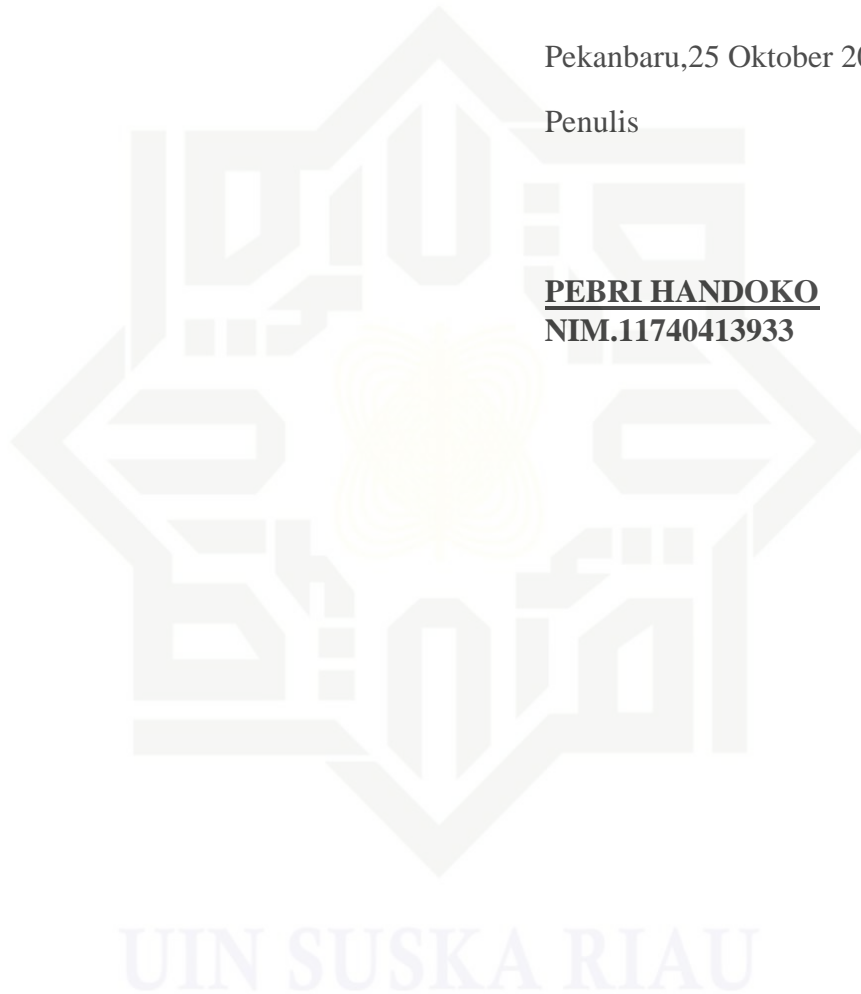 Pekanbaru,25 Oktober 20
Penulis
PEBRI HANDOKO
NIM.11740413933
UIN SUSKA RIAU